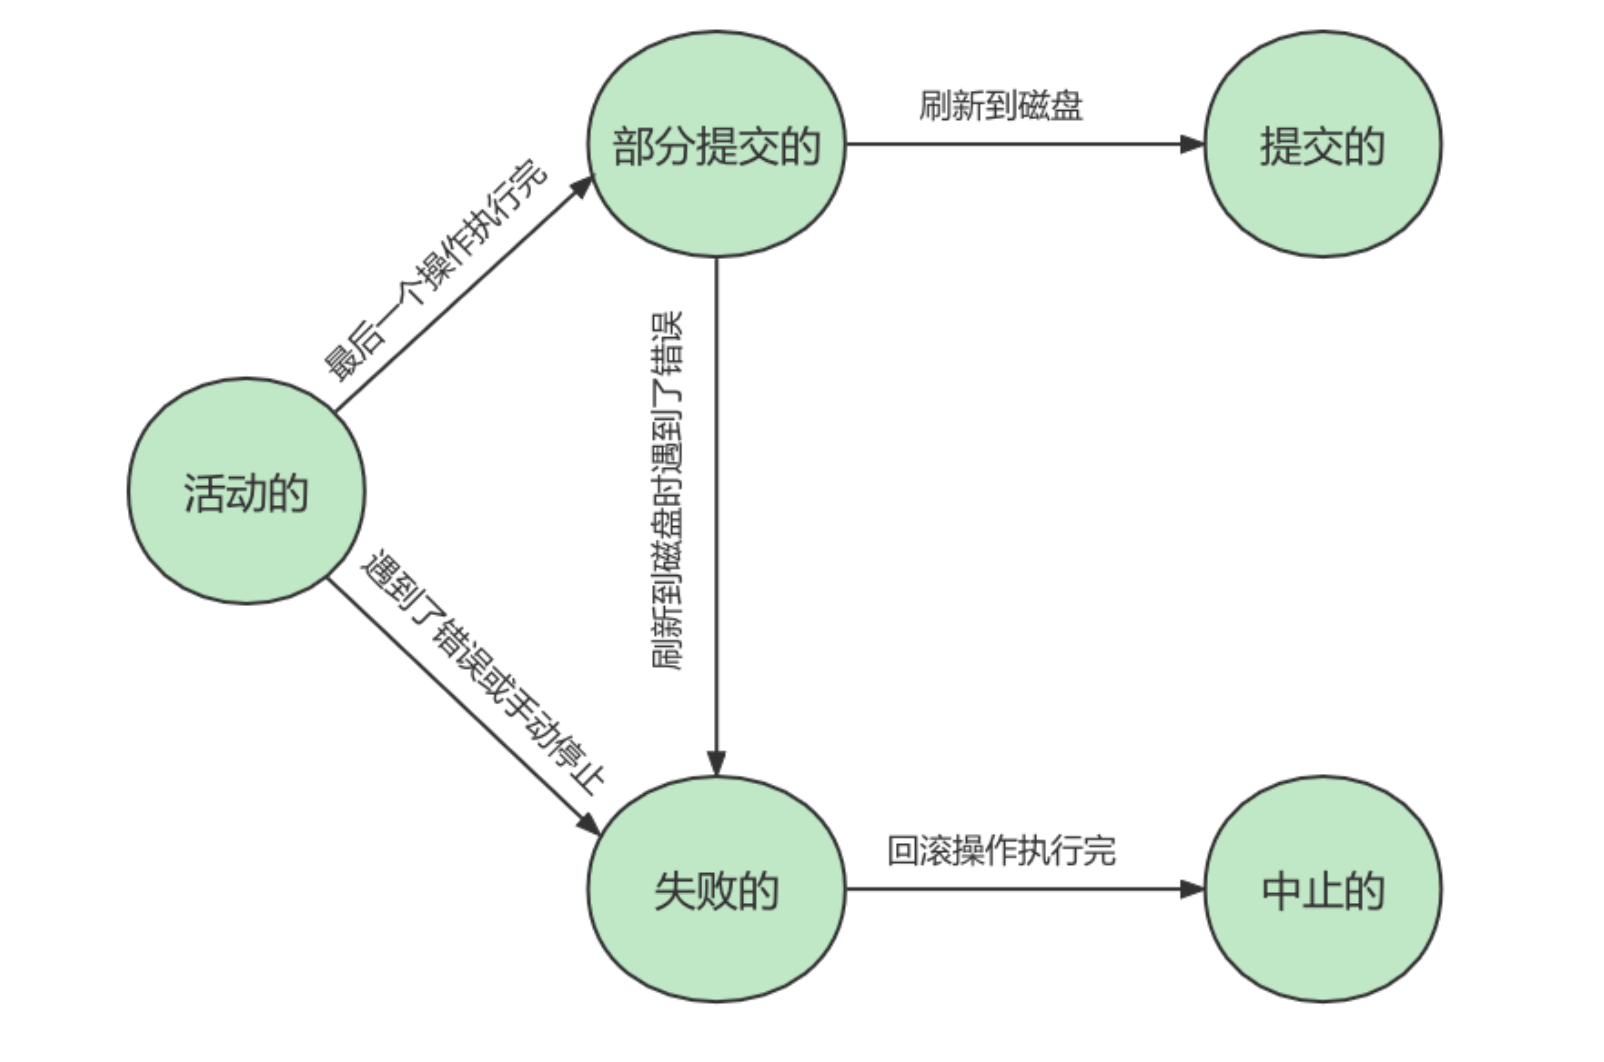 部分提交的
刷新到磁盘
提交的
最后一个操作执行完
刷新到磁盘时遇到了错误
活动的
遇到了错误或手动停止
失败的
回滚操作执行完
中止的